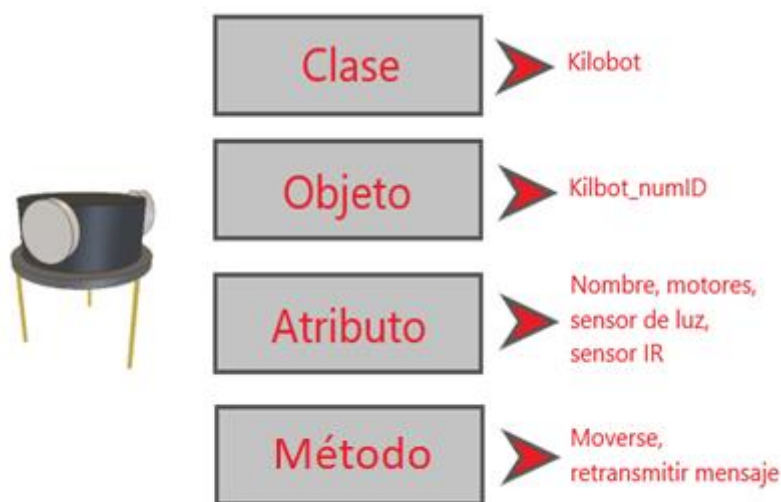 Clase
Kilobot
Objeto
Kilbot_numID
Atributo
Nombre, motores,
sensor de luz,
sensor IR
Método
Moverse,
retransmitir mensaje